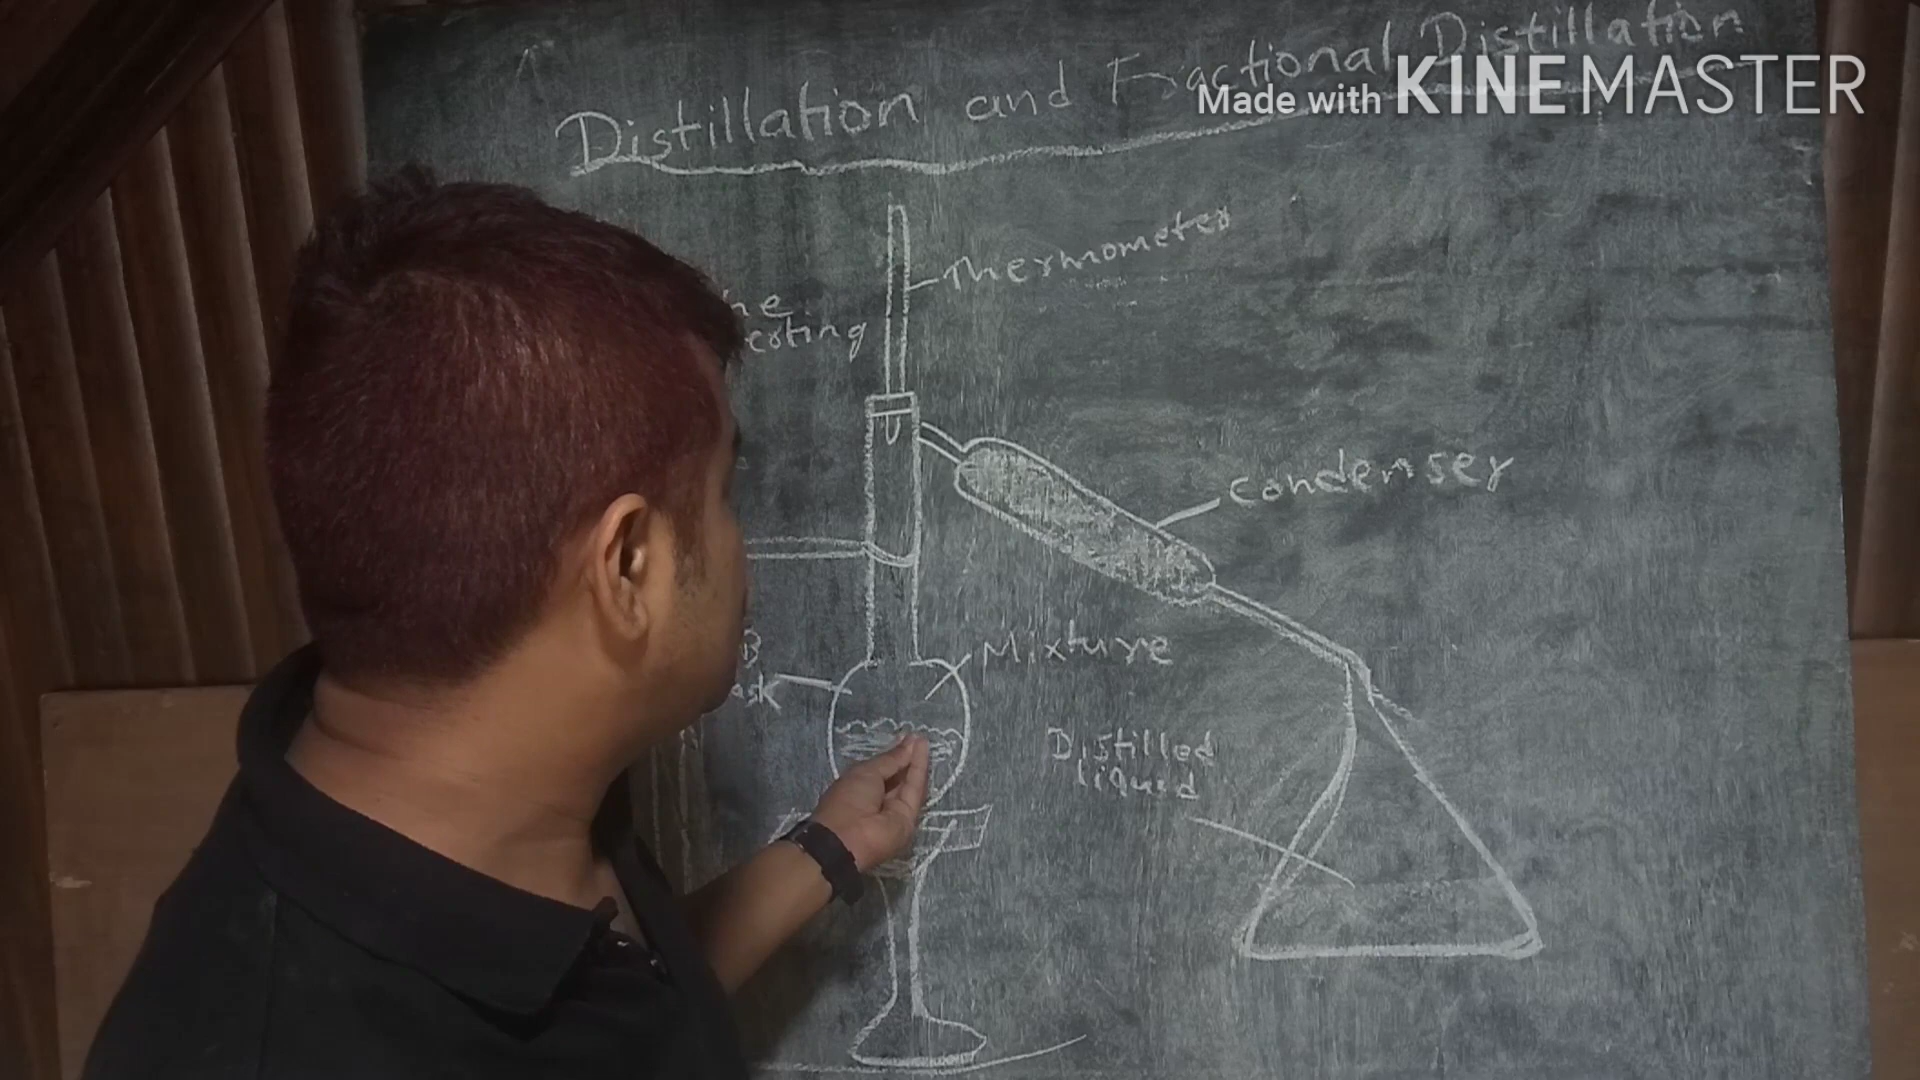 Distillation and Fractional Distillation
Made with KINEMASTER
Thermometer
Condenser
Mixture
Distilled
liquid